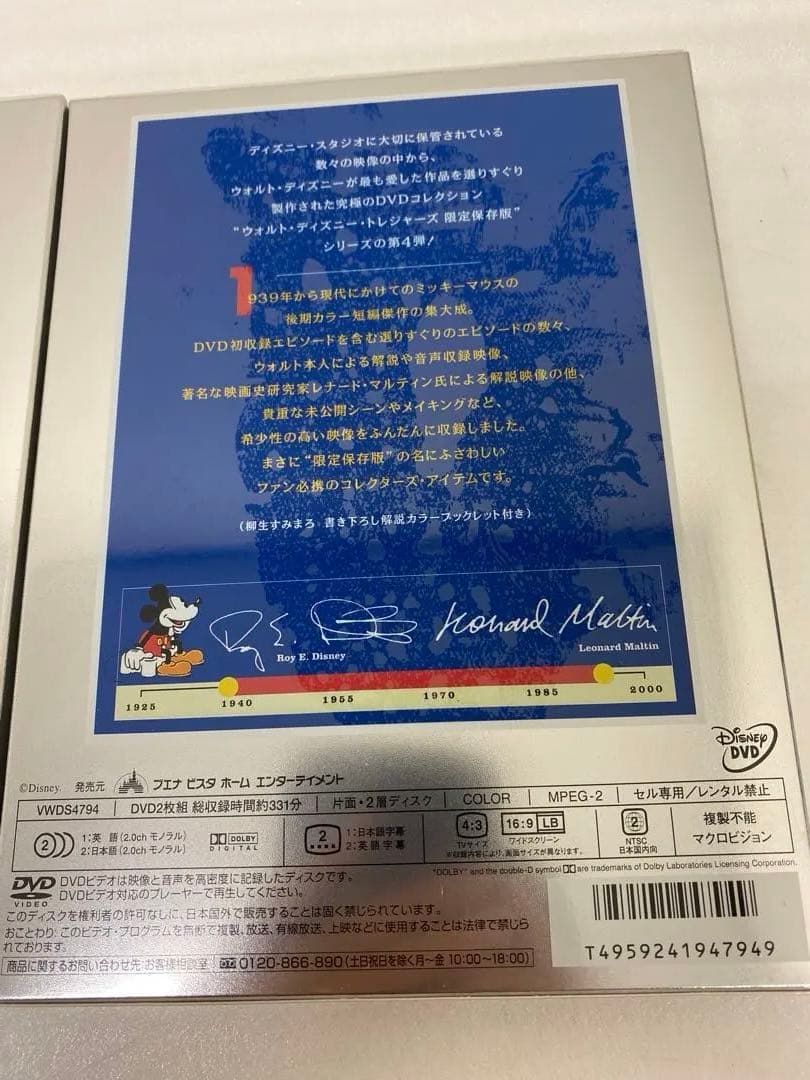 ディズニー・スタジオに大切に保管されている
数々の映像の中から、
ウォルト・ディズニーが最も愛した作品を選りすぐり
製作された究極のDVDコレクション
“ウォルト・ディズニー・トレジャーズ 限定保存版”
シリーズの第4弾!
1939年から現代にかけてのミッキーマウスの
後期カラー短編傑作の集大成。
DVD初収録エピソードを含む選りすぐりのエピソードの数々、
ウォルト本人による解説や音声収録映像、
著名な映画史研究家レナード・マルティン氏による解説映像の他、
貴重な未公開シーンやメイキングなど、
希少性の高い映像をふんだんに収録しました。
まさに“限定保存版”の名にふさわしい
ファン必携のコレクターズ・アイテムです。
(柳生すみまろ 書き下ろし解説カラーブックレット付き)
Roy E. Disney
Leonard Maltin
Roy E. Disney
Leonard Maltin
1925 1940 1955 1970 1985 2000
Disney DVD
©Disney. 発売元 ブエナ ビスタ ホーム エンターテイメント
VWDS4794 DVD2枚組 総収録時間約331分 片面・2層ディスク COLOR MPEG-2 セル専用/レンタル禁止
2 1:英 語 (2.0ch モノラル)
2:日本語 (2.0ch モノラル)
DOLBY DIGITAL
2 1:日本語字幕
2:英 語 字 幕
4:3 TVサイズ
16:9 LB ワイドスクリーン
※収録内容により、画面サイズが異なります。
2 NTSC 日本国内向
複製不能
マクロビジョン
"DOLBY" and the double-D symbol are trademarks of Dolby Laboratories Licensing Corporation.
DVD VIDEO
DVDビデオは映像と音声を高密度に記録したディスクです。
DVDビデオ対応のプレーヤーで再生してください。
このディスクを権利者の許可なしに、日本国外で販売することは固く禁じられています。
おことわり:このビデオ・プログラムを無断で複製、放送、有線放送、上映などに使用することは法律で禁じら
れております。
商品に関するお問い合わせ先:お客様相談室 0120-866-890(土日祝日を除く月〜金 10:00〜18:00)
T4959241947949